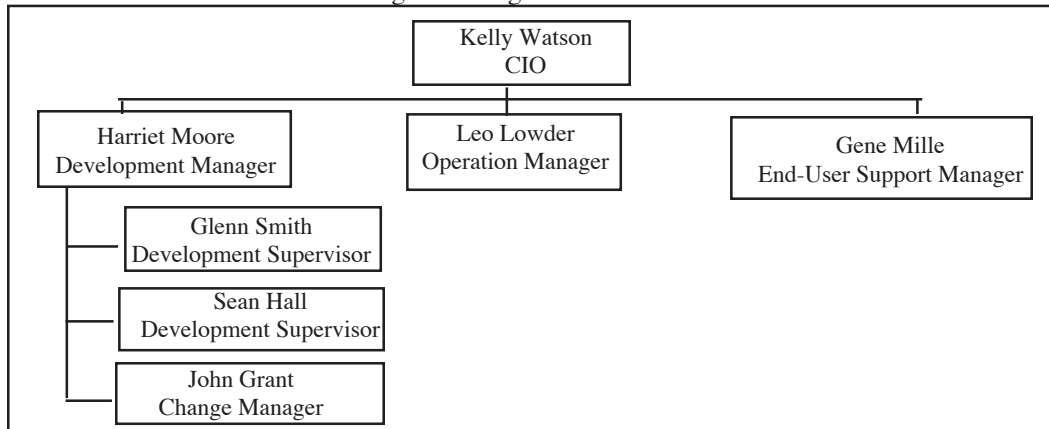 Kelly Watson
CIO
Harriet Moore
Development Manager
Leo Lowder
Operation Manager
Gene Mille
End-User Support Manager
Glenn Smith
Development Supervisor
Sean Hall
Development Supervisor
John Grant
Change Manager